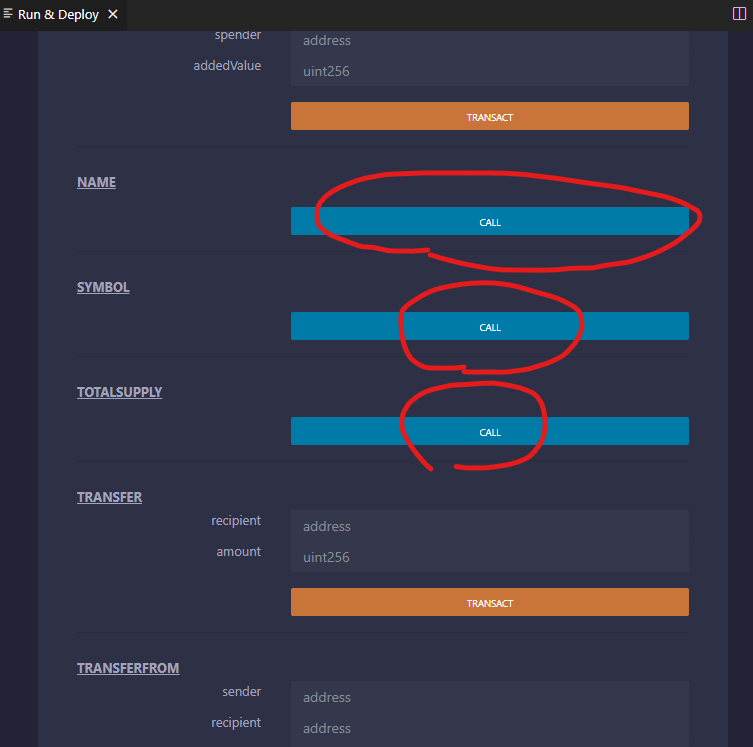 Run & Deploy
spender address
addedValue uint256
TRANSACT
NAME
CALL
SYMBOL
CALL
TOTALSUPPLY
CALL
TRANSFER
recipient address
amount uint256
TRANSACT
TRANSFERFROM
sender address
recipient address